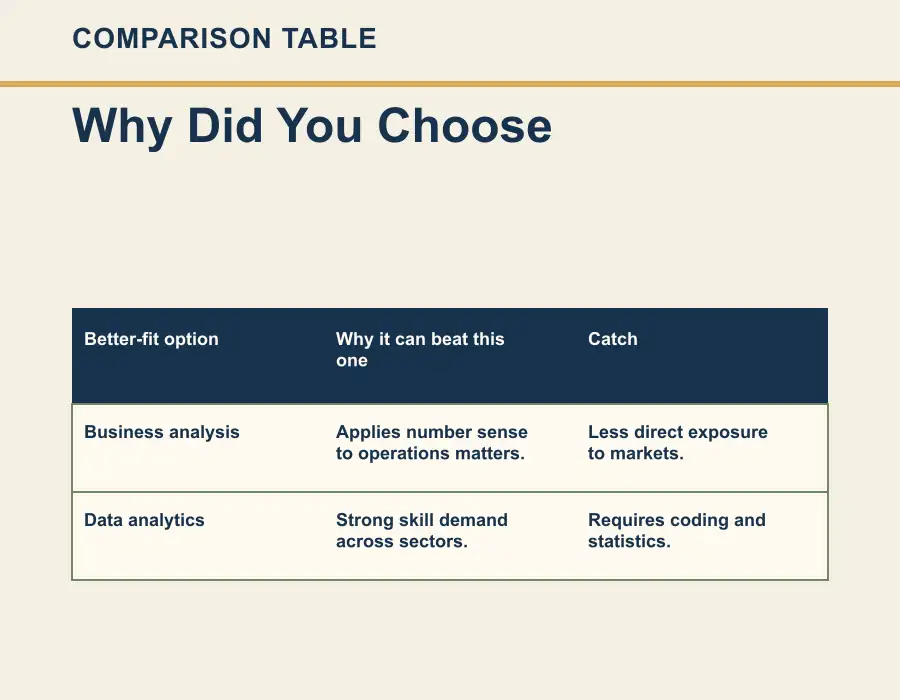 COMPARISON TABLE
Why Did You Choose
Better-fit option
Why it can beat this
one
Catch
Business analysis
Applies number sense
to operations matters.
Less direct exposure
to markets.
Data analytics
Strong skill demand
across sectors.
Requires coding and
statistics.